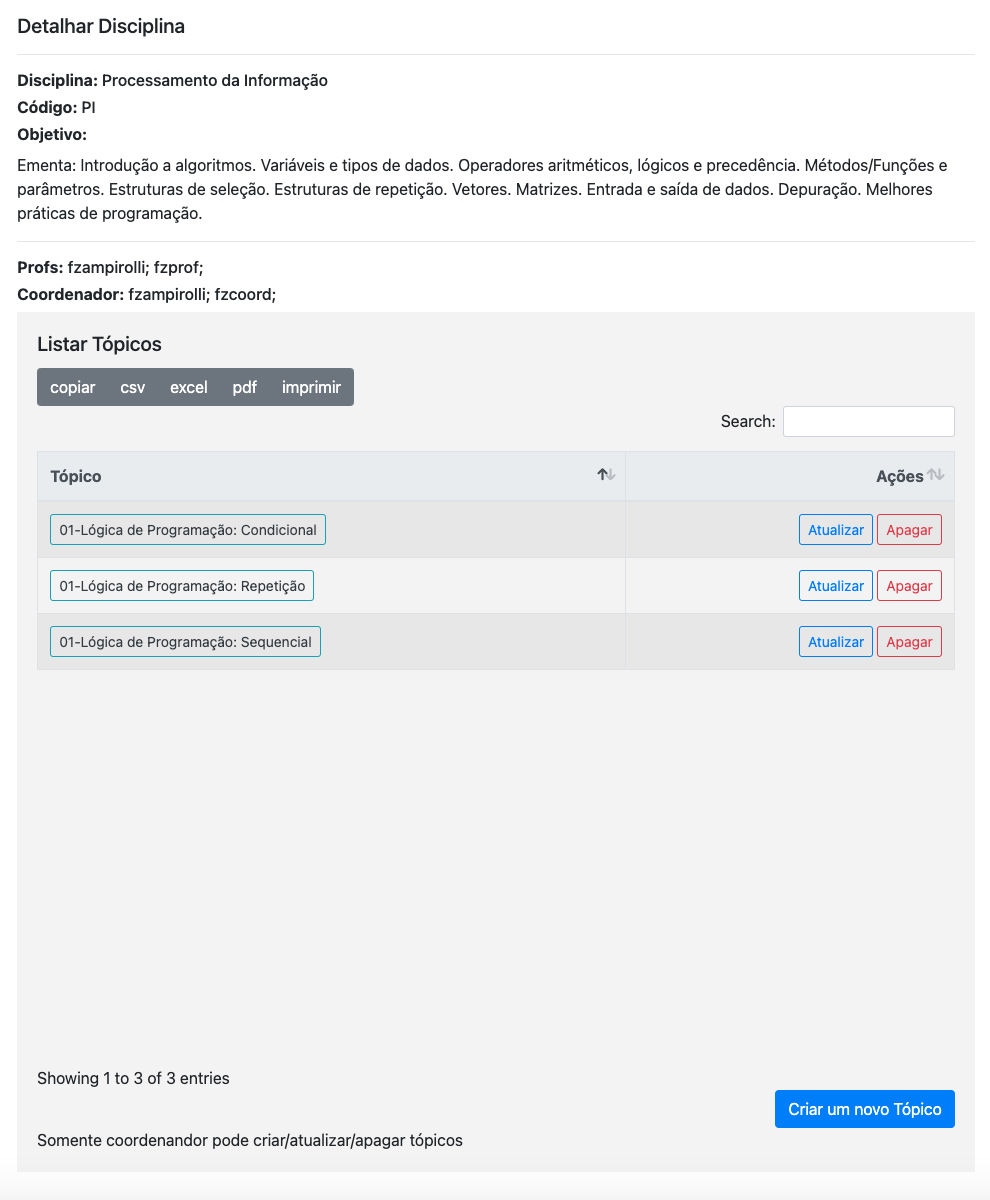 Detalhar Disciplina
Disciplina: Processamento da Informação
Código: PI
Objetivo:
Ementa: Introdução a algoritmos. Variáveis e tipos de dados. Operadores aritméticos, lógicos e precedência. Métodos/Funções e
parâmetros. Estruturas de seleção. Estruturas de repetição. Vetores. Matrizes. Entrada e saída de dados. Depuração. Melhores
práticas de programação.
Profs: fzampirolli; fzprof;
Coordenador: fzampirolli; fzcoord;
Listar Tópicos
copiar csv excel pdf imprimir
Search:
Tópico Ações
01-Lógica de Programação: Condicional Atualizar Apagar
01-Lógica de Programação: Repetição Atualizar Apagar
01-Lógica de Programação: Sequencial Atualizar Apagar
Showing 1 to 3 of 3 entries
Criar um novo Tópico
Somente coordenandor pode criar/atualizar/apagar tópicos